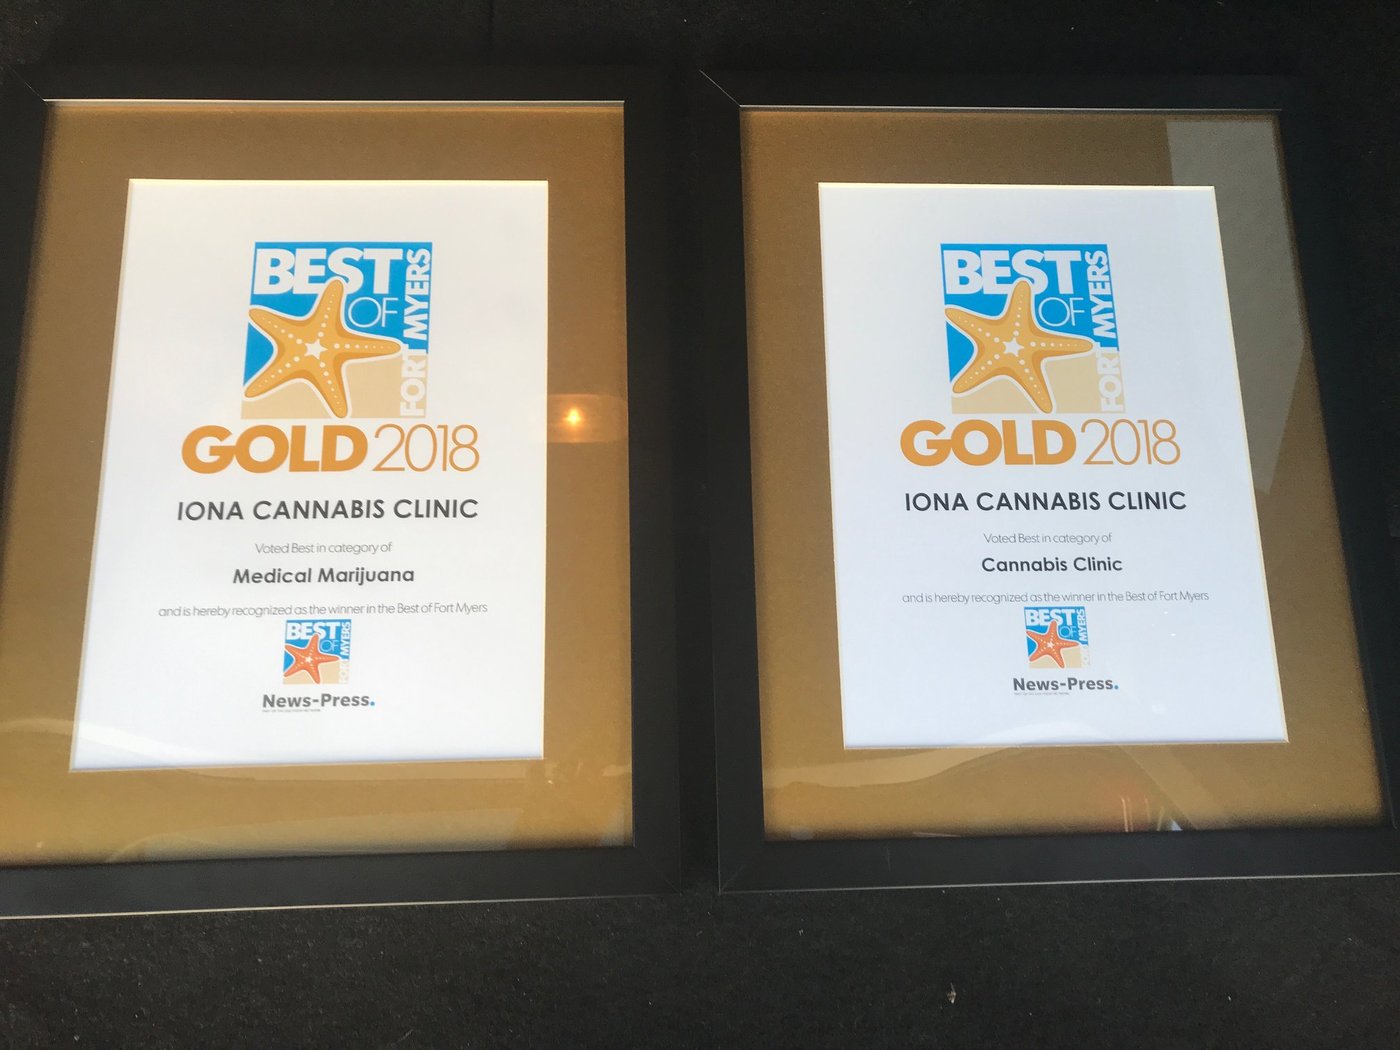 BEST
OF
FORT MYERS
GOLD 2018
IONA CANNABIS CLINIC
Voted Best in category of
Medical Marijuana
and is hereby recognized as the winner in the Best of Fort Myers
BEST
OF
FORT MYERS
News-Press.
BEST
OF
FORT MYERS
GOLD 2018
IONA CANNABIS CLINIC
Voted Best in category of
Cannabis Clinic
and is hereby recognized as the winner in the Best of Fort Myers
BEST
OF
FORT MYERS
News-Press.